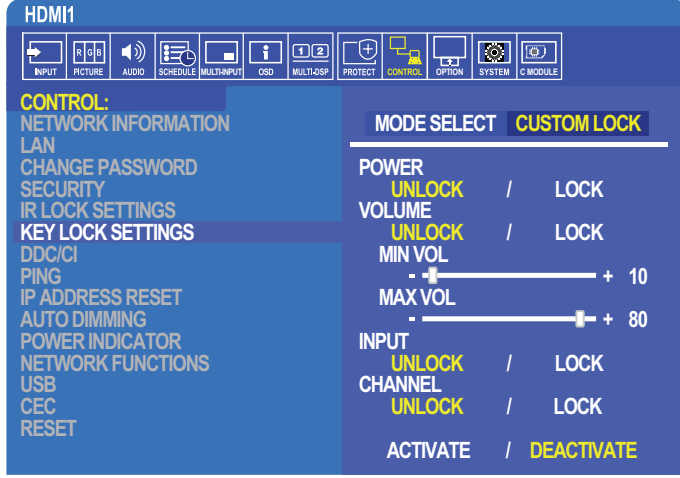 HDMI1
R G B
1 2
INPUT PICTURE AUDIO SCHEDULE MULTI-INPUT OSD MULTI-DSP PROTECT CONTROL OPTION SYSTEM C MODULE
CONTROL:
NETWORK INFORMATION
LAN
CHANGE PASSWORD
SECURITY
IR LOCK SETTINGS
KEY LOCK SETTINGS
DDC/CI
PING
IP ADDRESS RESET
AUTO DIMMING
POWER INDICATOR
NETWORK FUNCTIONS
USB
CEC
RESET
MODE SELECT CUSTOM LOCK
POWER
UNLOCK / LOCK
VOLUME
UNLOCK / LOCK
MIN VOL
- + 10
MAX VOL
- + 80
INPUT
UNLOCK / LOCK
CHANNEL
UNLOCK / LOCK
ACTIVATE / DEACTIVATE